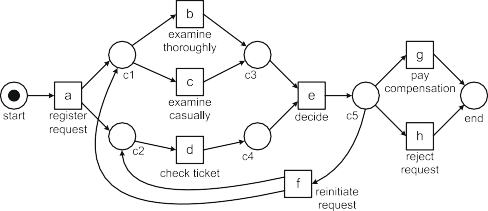 b
examine
thoroughly
g
pay
compensation
c1
c3
a
register
request
c
examine
casually
e
decide
c5
start
end
c2
d
check ticket
c4
h
reject
request
f
reinitiate
request